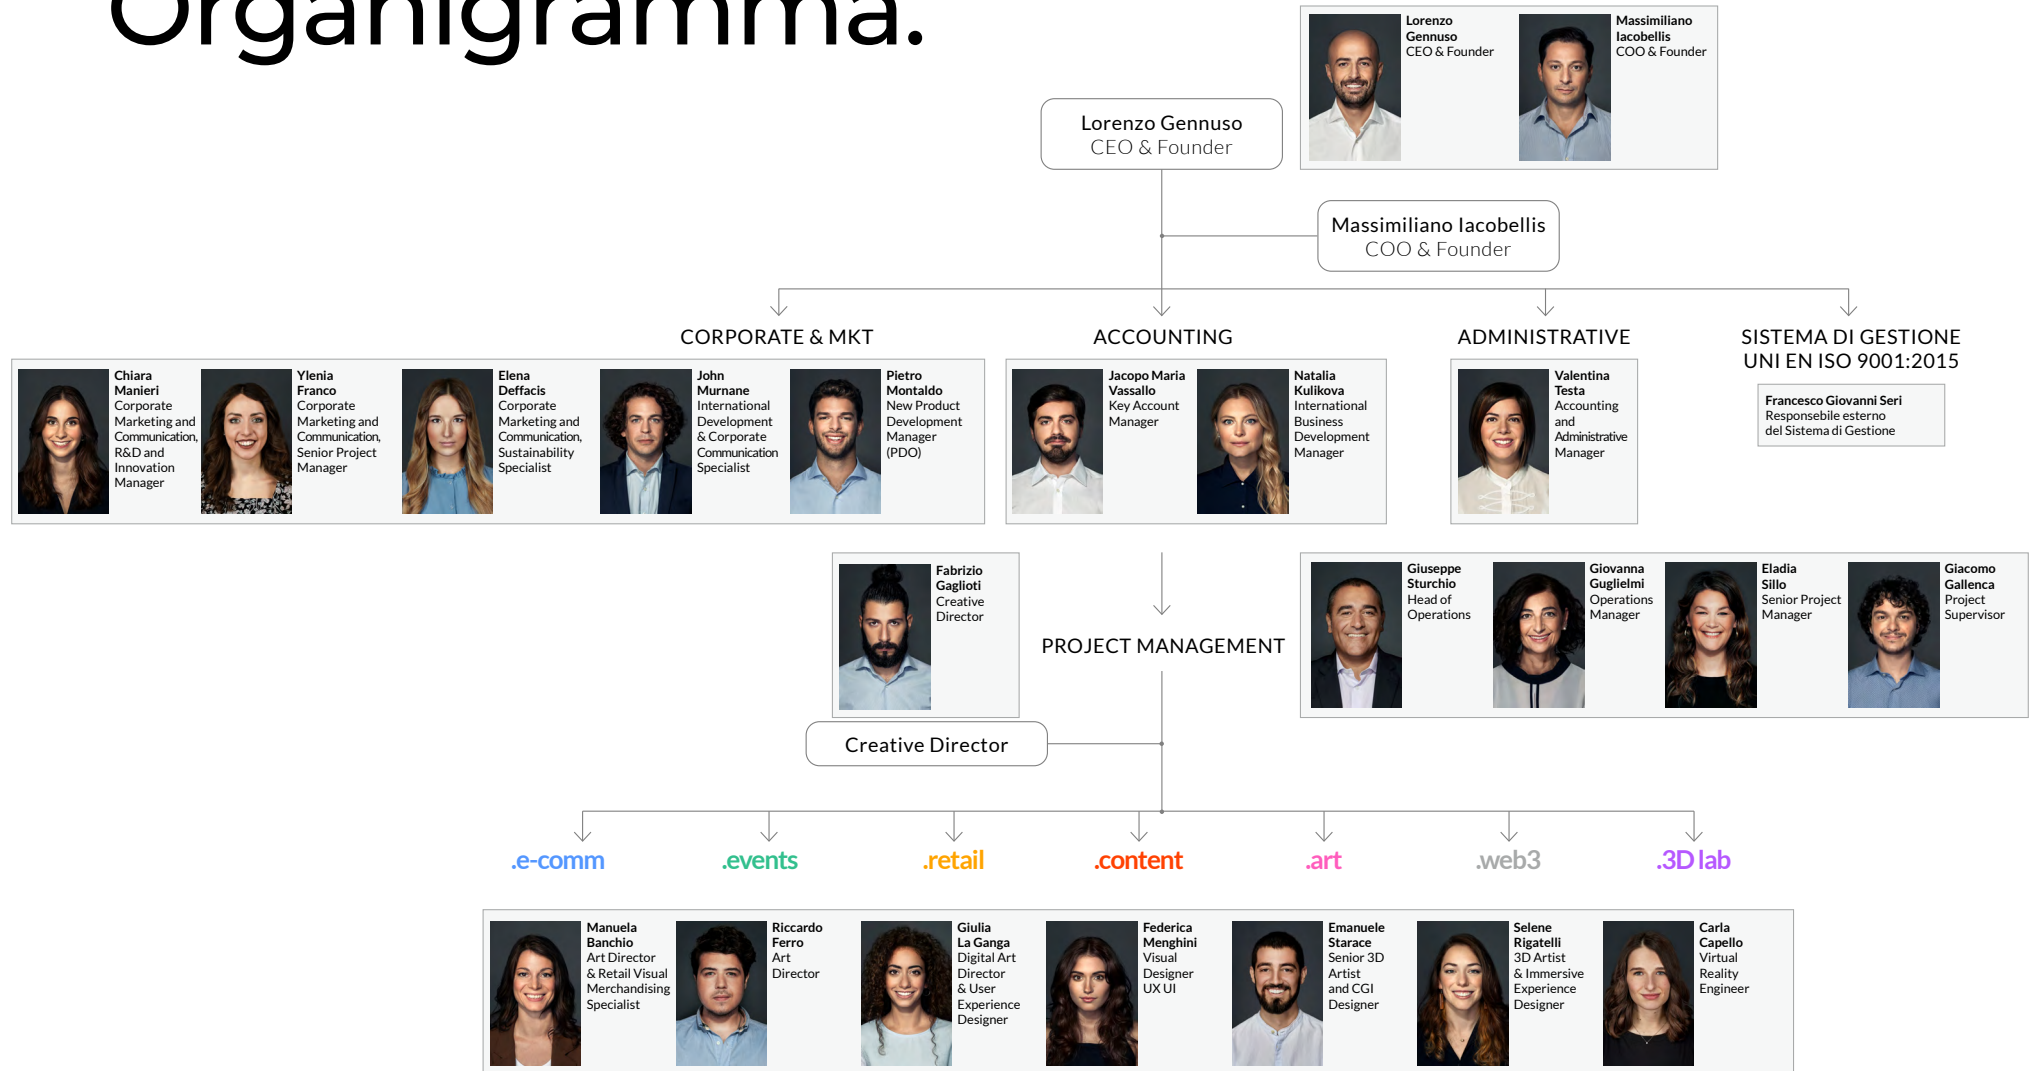 Organigramma.
Lorenzo
Gennuso
CEO & Founder
Massimiliano
Iacobellis
COO & Founder
Lorenzo Gennuso
CEO & Founder
Massimiliano Iacobellis
COO & Founder
CORPORATE & MKT
ACCOUNTING
ADMINISTRATIVE
SISTEMA DI GESTIONE
UNI EN ISO 9001:2015
Chiara
Manieri
Corporate
Marketing and
Communication,
R&D and
Innovation
Manager
Ylenia
Franco
Corporate
Marketing and
Communication,
Senior Project
Manager
Elena
Deffacis
Corporate
Marketing and
Communication,
Sustainability
Specialist
John
Murnane
International
Development
& Corporate
Communication
Specialist
Pietro
Montaldo
New Product
Development
Manager
(PDO)
Jacopo Maria
Vassallo
Key Account
Manager
Natalia
Kulikova
International
Business
Development
Manager
Valentina
Testa
Accounting
and
Administrative
Manager
Francesco Giovanni Seri
Responsebile esterno
del Sistema di Gestione
Fabrizio
Gaglioti
Creative
Director
PROJECT MANAGEMENT
Giuseppe
Sturchio
Head of
Operations
Giovanna
Guglielmi
Operations
Manager
Eladia
Sillo
Senior Project
Manager
Giacomo
Gallenca
Project
Supervisor
Creative Director
.e-comm
.events
.retail
.content
.art
.web3
.3D lab
Manuela
Banchio
Art Director
& Retail Visual
Merchandising
Specialist
Riccardo
Ferro
Art
Director
Giulia
La Ganga
Digital Art
Director
& User
Experience
Designer
Federica
Menghini
Visual
Designer
UX UI
Emanuele
Starace
Senior 3D
Artist
and CGI
Designer
Selene
Rigatelli
3D Artist
& Immersive
Experience
Designer
Carla
Capello
Virtual
Reality
Engineer